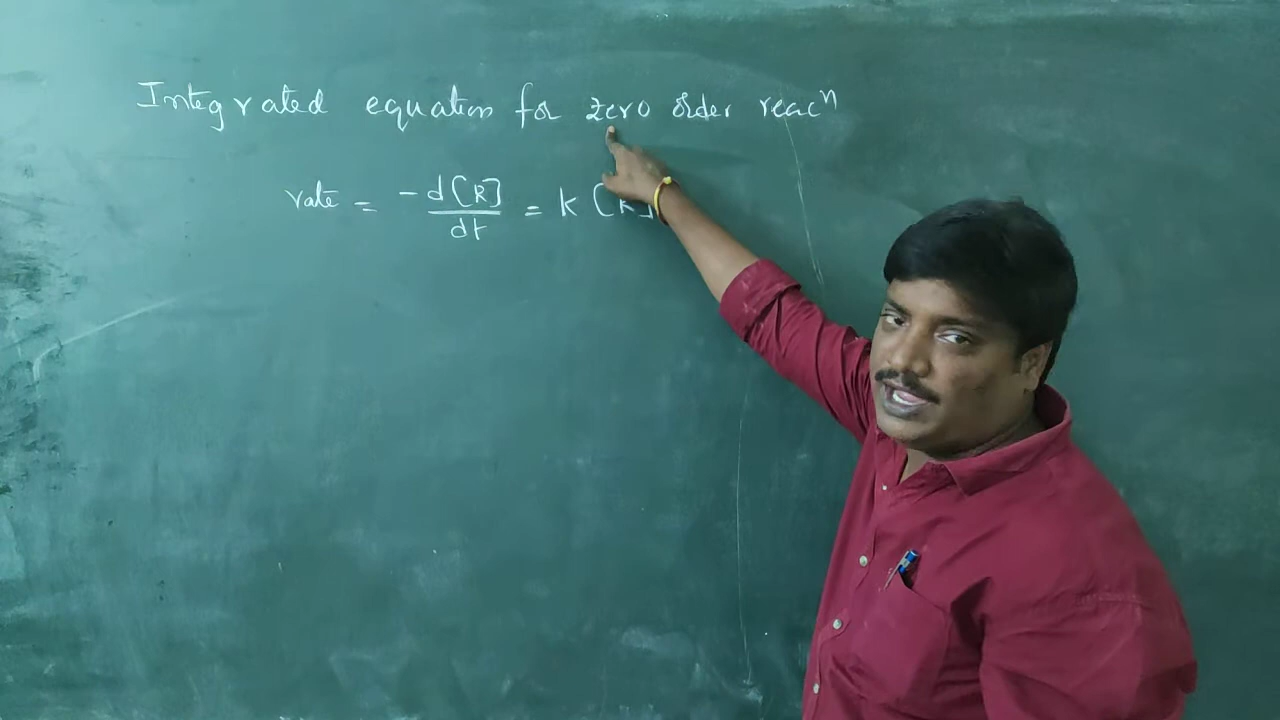 Integrated equation for zero order reacⁿ
rate = -d[R]/dt = k [R]